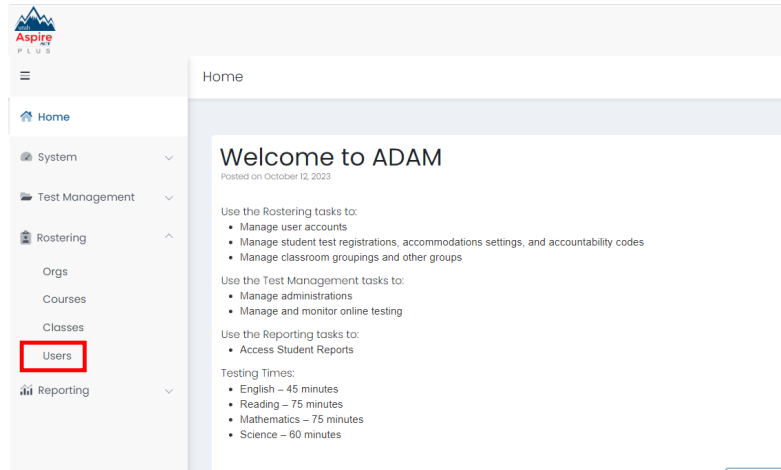 utah
Aspire
ACT
PLUS
Home
Home
System
Test Management
Rostering
Orgs
Courses
Classes
Users
Reporting
Welcome to ADAM
Posted on October 12, 2023
Use the Rostering tasks to:
• Manage user accounts
• Manage student test registrations, accommodations settings, and accountability codes
• Manage classroom groupings and other groups
Use the Test Management tasks to:
• Manage administrations
• Manage and monitor online testing
Use the Reporting tasks to:
• Access Student Reports
Testing Times:
• English – 45 minutes
• Reading – 75 minutes
• Mathematics – 75 minutes
• Science – 60 minutes